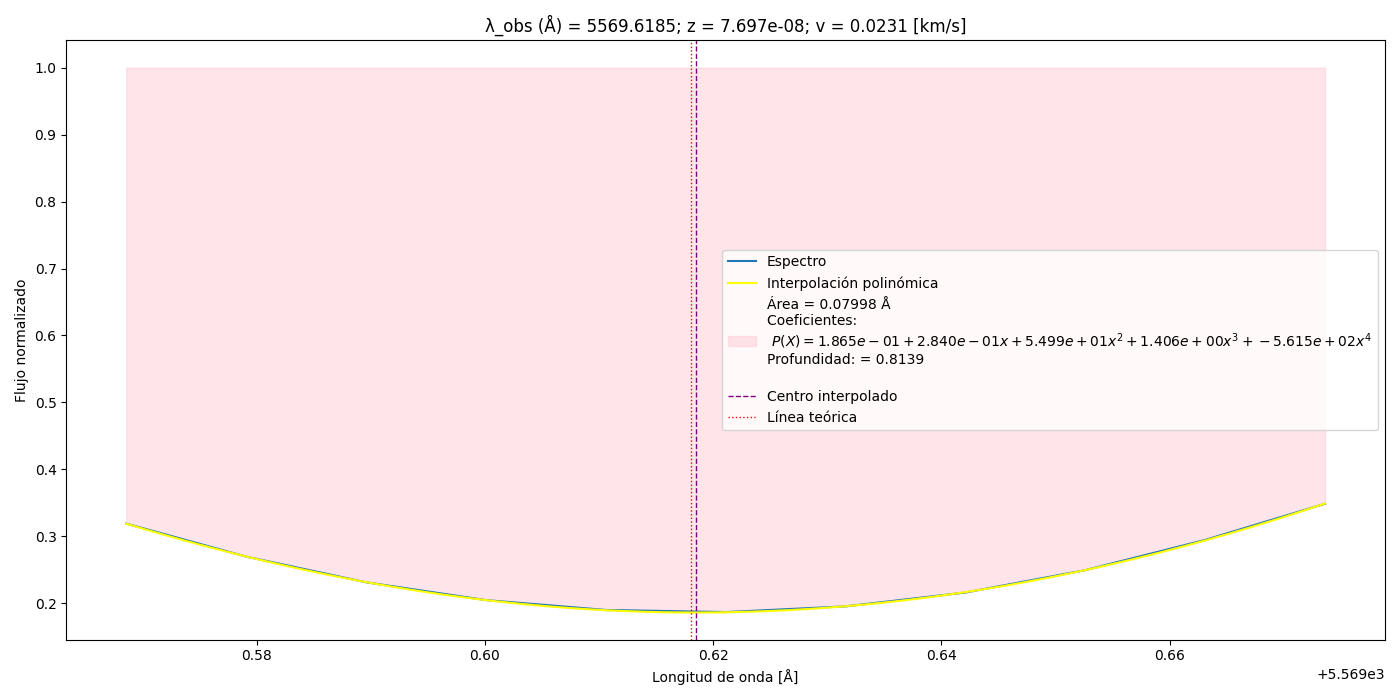 λ_obs (Å) = 5569.6185; z = 7.697e-08; v = 0.0231 [km/s]
Flujo normalizado
1.0
0.9
0.8
0.7
0.6
0.5
0.4
0.3
0.2
Espectro
Interpolación polinómica
Área = 0.07998 Å
Coeficientes:
P(X) = 1.865e − 01 + 2.840e − 01x + 5.499e + 01x² + 1.406e + 00x³ + − 5.615e + 02x⁴
Profundidad: = 0.8139
Centro interpolado
Línea teórica
0.58 0.60 0.62 0.64 0.66
Longitud de onda [Å]
+5.569e3